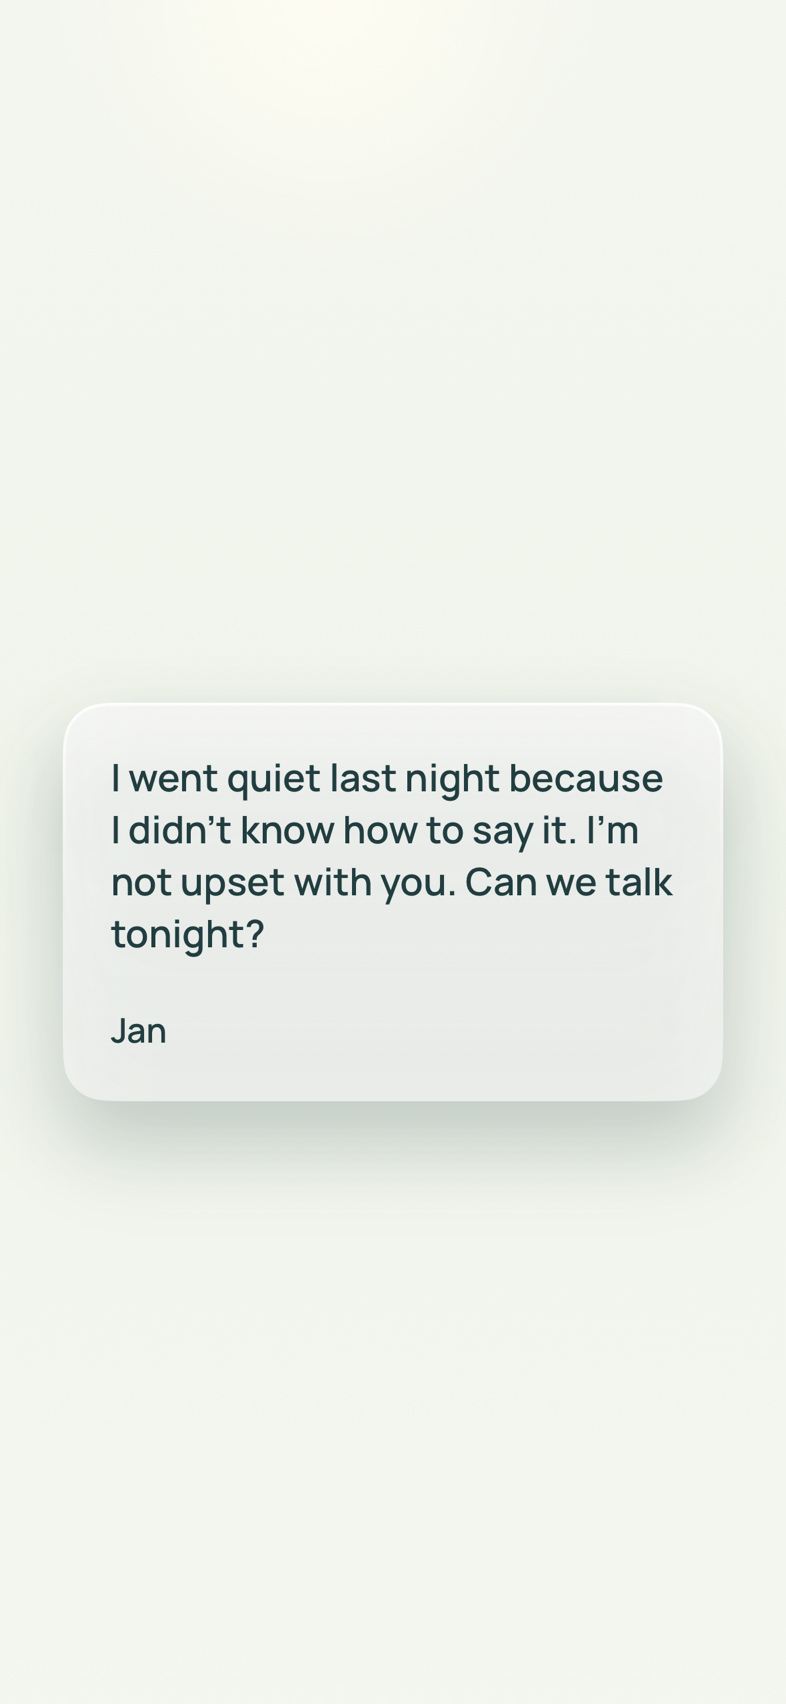 I went quiet last night because
I didn’t know how to say it. I’m
not upset with you. Can we talk
tonight?
Jan